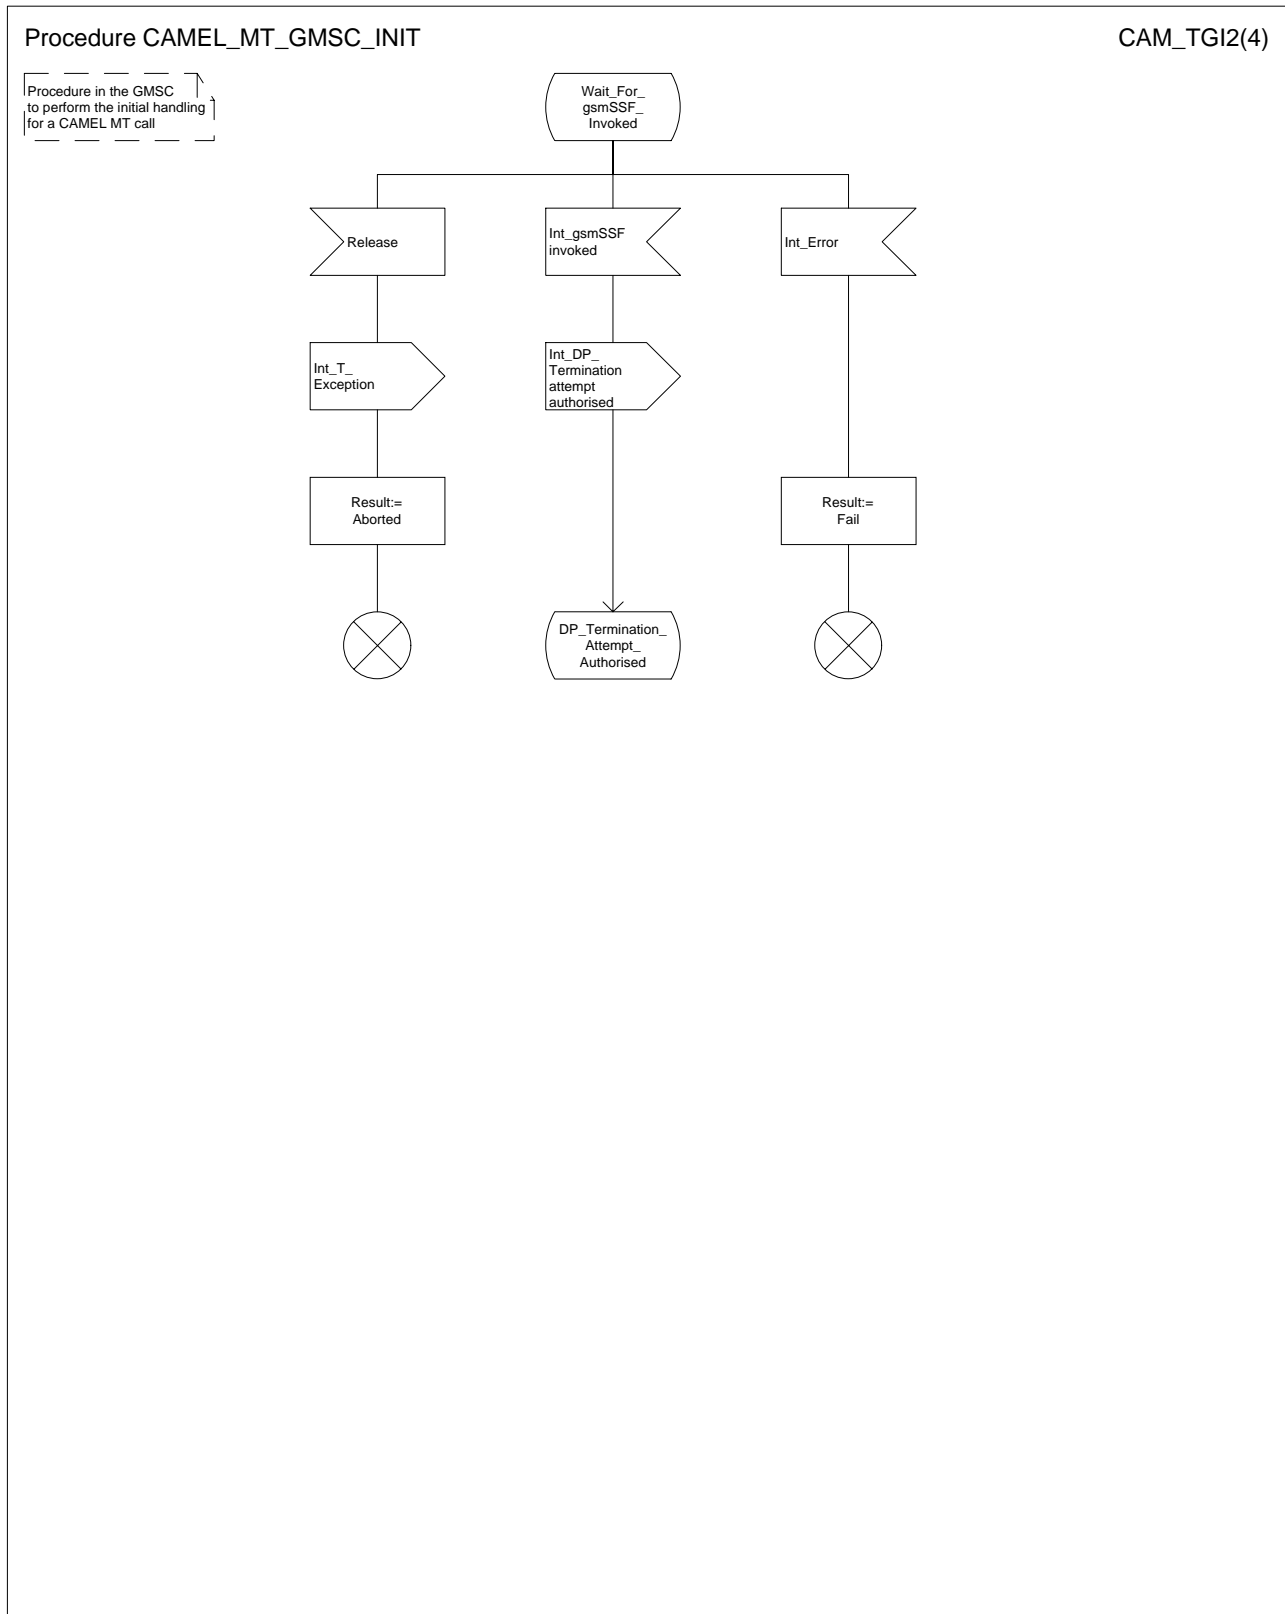 Procedure CAMEL_MT_GMSC_INIT
CAM_TGI2(4)
Procedure in the GMSC
to perform the initial handling
for a CAMEL MT call
Wait_For_
gsmSSF_
Invoked
Release
Int_gsmSSF
invoked
Int_Error
Int_T_
Exception
Int_DP_
Termination
attempt
authorised
Result:=
Aborted
Result:=
Fail
DP_Termination_
Attempt_
Authorised